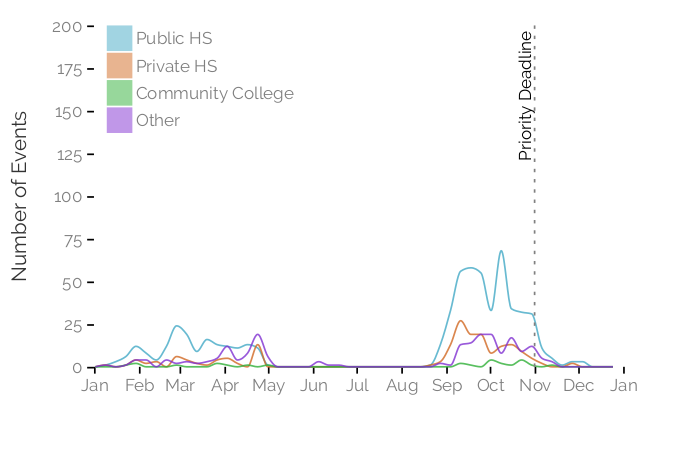 200
175
150
125
100
75
50
25
0
Number of Events
Public HS
Private HS
Community College
Other
Priority Deadline
Jan Feb Mar Apr May Jun Jul Aug Sep Oct Nov Dec Jan